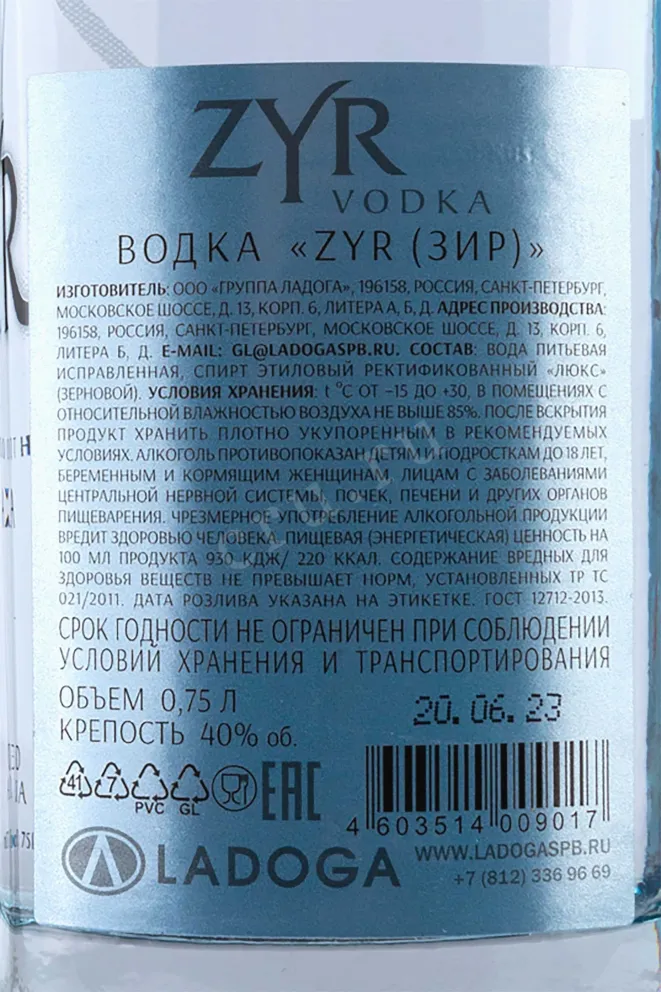 ZYR
VODKA
ВОДКА «ZYR (ЗИР)»
ИЗГОТОВИТЕЛЬ: ООО «ГРУППА ЛАДОГА», 196158, РОССИЯ, САНКТ-ПЕТЕРБУРГ,
МОСКОВСКОЕ ШОССЕ, Д. 13, КОРП. 6, ЛИТЕРА А, Б, Д. АДРЕС ПРОИЗВОДСТВА:
196158, РОССИЯ, САНКТ-ПЕТЕРБУРГ, МОСКОВСКОЕ ШОССЕ, Д. 13, КОРП. 6,
ЛИТЕРА Б, Д. E-MAIL: GL@LADOGASPB.RU. СОСТАВ: ВОДА ПИТЬЕВАЯ
ИСПРАВЛЕННАЯ, СПИРТ ЭТИЛОВЫЙ РЕКТИФИКОВАННЫЙ «ЛЮКС»
(ЗЕРНОВОЙ). УСЛОВИЯ ХРАНЕНИЯ: t °C ОТ –15 ДО +30, В ПОМЕЩЕНИЯХ С
ОТНОСИТЕЛЬНОЙ ВЛАЖНОСТЬЮ ВОЗДУХА НЕ ВЫШЕ 85%. ПОСЛЕ ВСКРЫТИЯ
ПРОДУКТ ХРАНИТЬ ПЛОТНО УКУПОРЕННЫМ В РЕКОМЕНДУЕМЫХ
УСЛОВИЯХ. АЛКОГОЛЬ ПРОТИВОПОКАЗАН ДЕТЯМ И ПОДРОСТКАМ ДО 18 ЛЕТ,
БЕРЕМЕННЫМ И КОРМЯЩИМ ЖЕНЩИНАМ, ЛИЦАМ С ЗАБОЛЕВАНИЯМИ
ЦЕНТРАЛЬНОЙ НЕРВНОЙ СИСТЕМЫ, ПОЧЕК, ПЕЧЕНИ И ДРУГИХ ОРГАНОВ
ПИЩЕВАРЕНИЯ. ЧРЕЗМЕРНОЕ УПОТРЕБЛЕНИЕ АЛКОГОЛЬНОЙ ПРОДУКЦИИ
ВРЕДИТ ЗДОРОВЬЮ ЧЕЛОВЕКА. ПИЩЕВАЯ (ЭНЕРГЕТИЧЕСКАЯ) ЦЕННОСТЬ НА
100 МЛ ПРОДУКТА 930 КДЖ/ 220 ККАЛ. СОДЕРЖАНИЕ ВРЕДНЫХ ДЛЯ
ЗДОРОВЬЯ ВЕЩЕСТВ НЕ ПРЕВЫШАЕТ НОРМ, УСТАНОВЛЕННЫХ ТР ТС
021/2011. ДАТА РОЗЛИВА УКАЗАНА НА ЭТИКЕТКЕ. ГОСТ 12712-2013.
СРОК ГОДНОСТИ НЕ ОГРАНИЧЕН ПРИ СОБЛЮДЕНИИ
УСЛОВИЙ ХРАНЕНИЯ И ТРАНСПОРТИРОВАНИЯ
ОБЪЕМ 0,75 Л
КРЕПОСТЬ 40% об.
20.06.23
41 7 PVC GL EAC
4 603514 009017
LADOGA
WWW.LADOGASPB.RU
+7 (812) 336 96 69